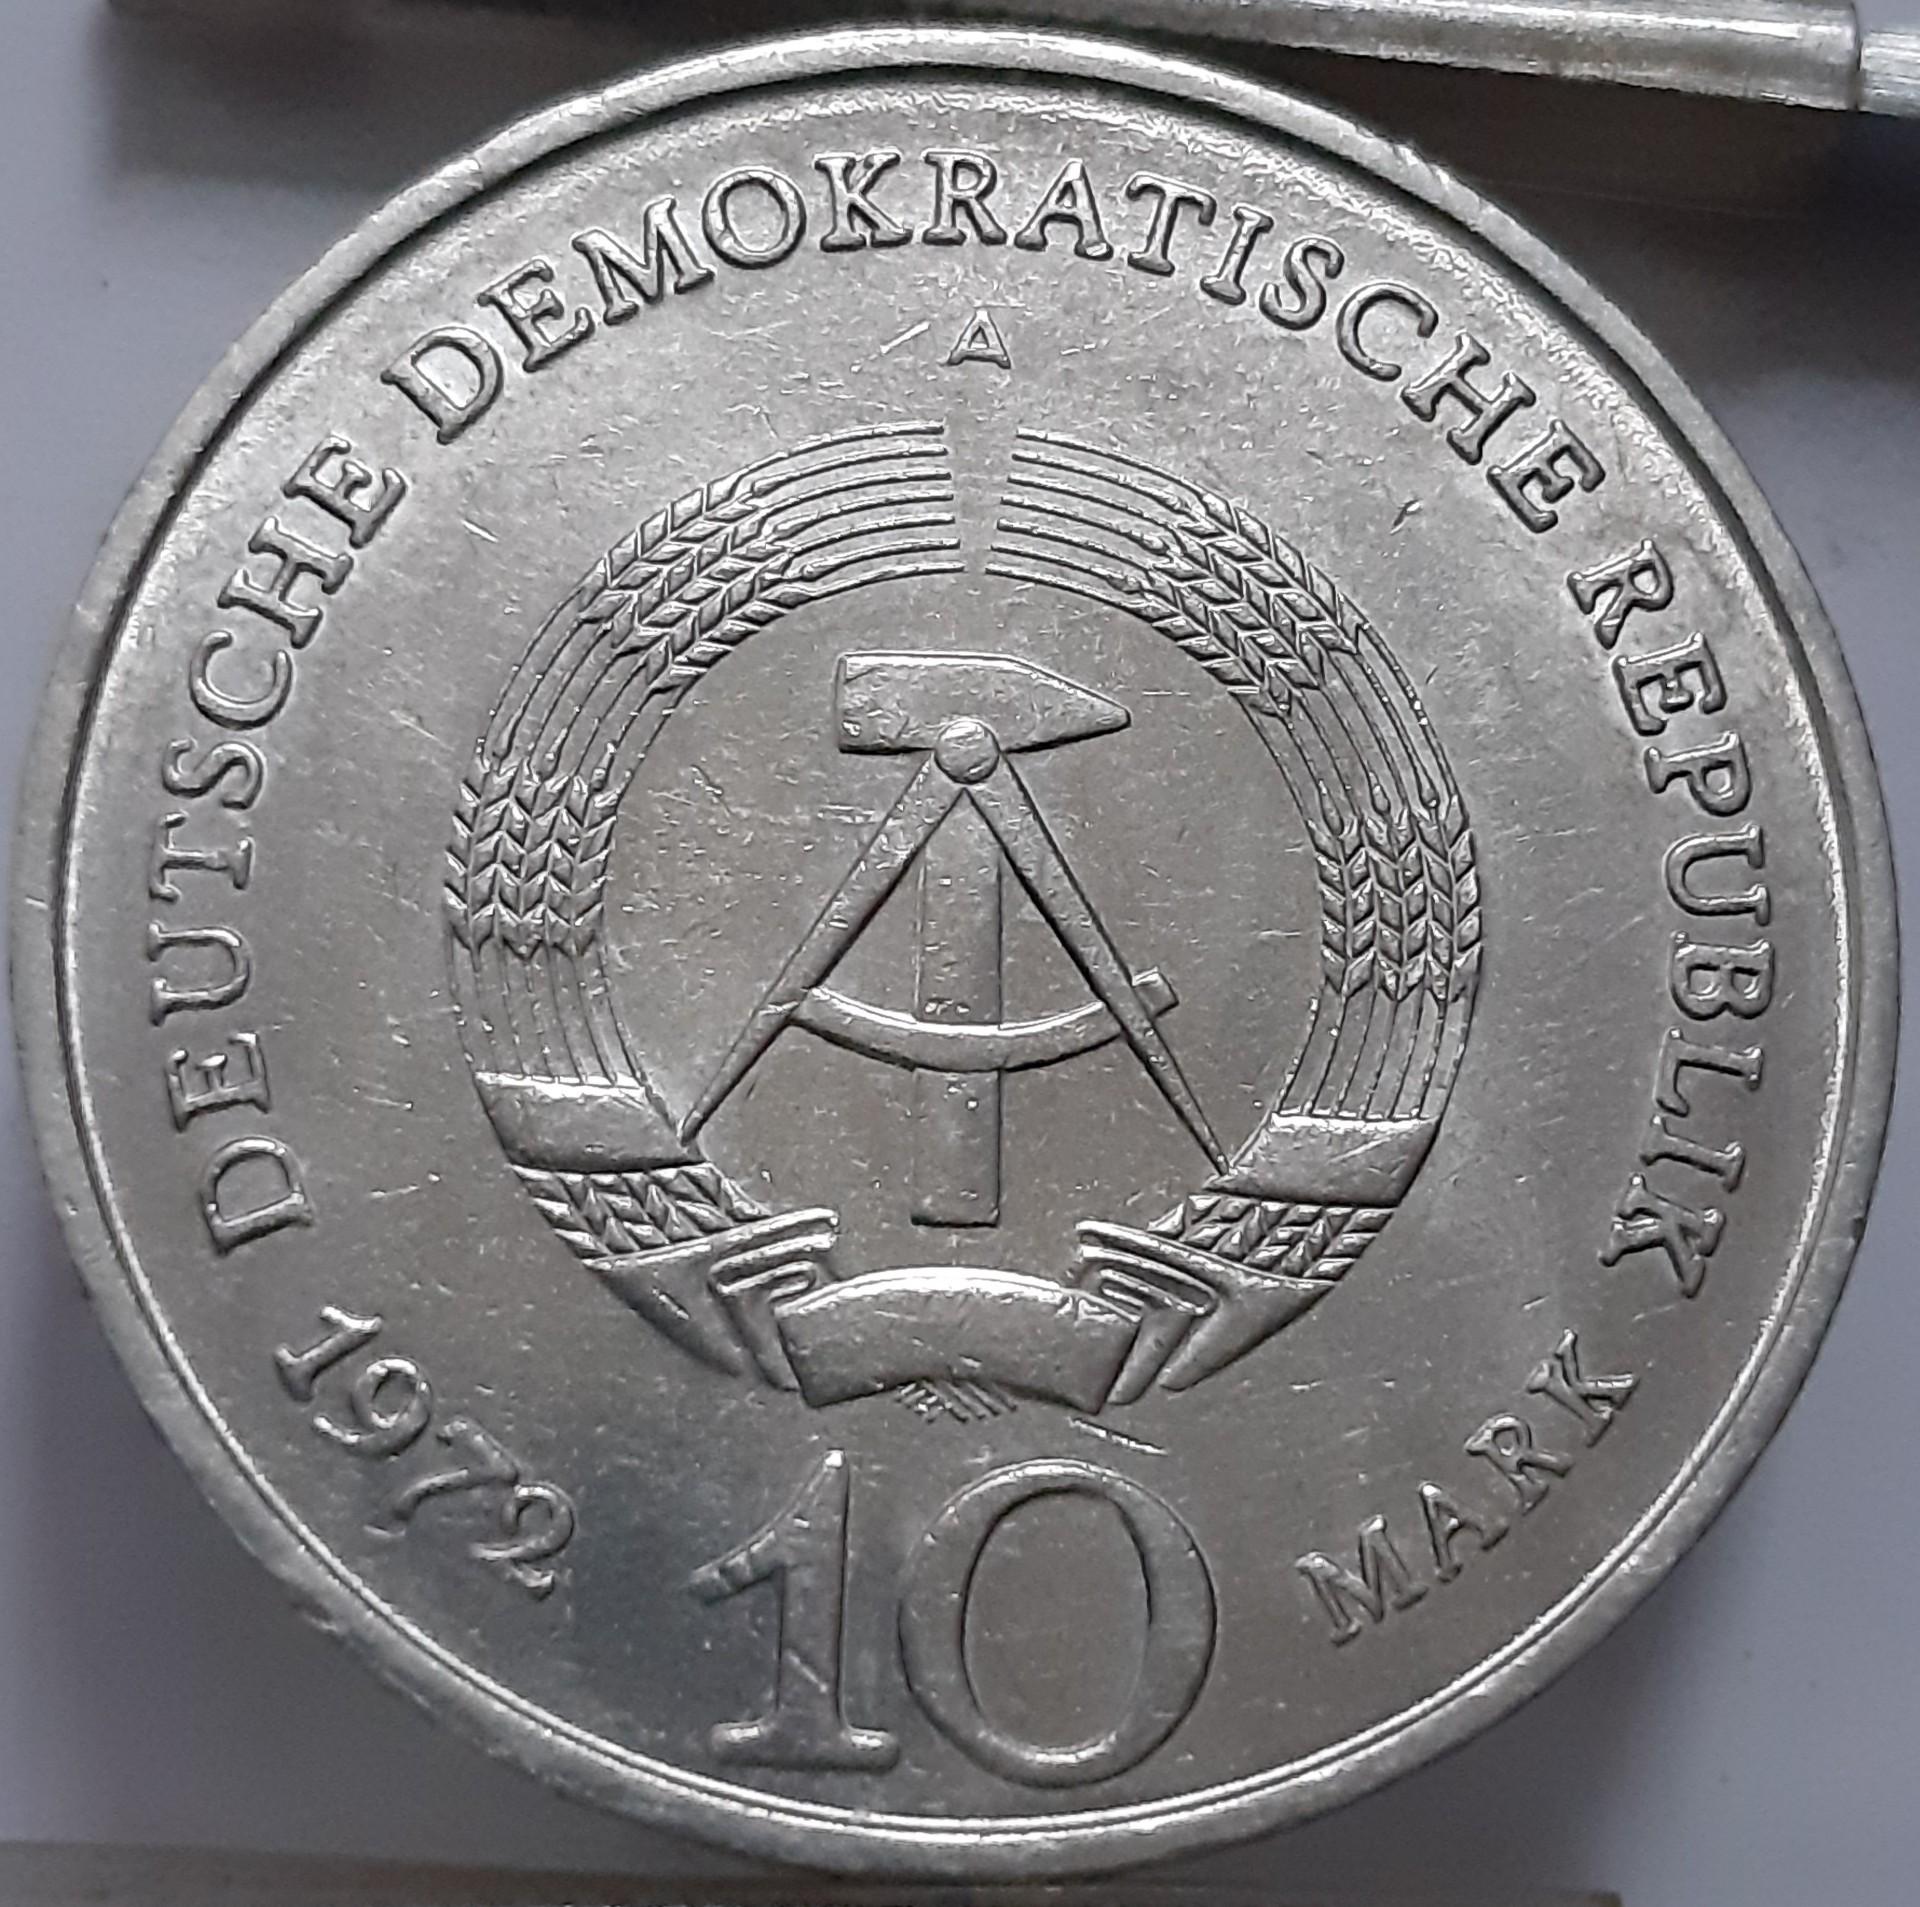 DEUTSCHE DEMOKRATISCHE REPUBLIK
A
1972
10
MARK